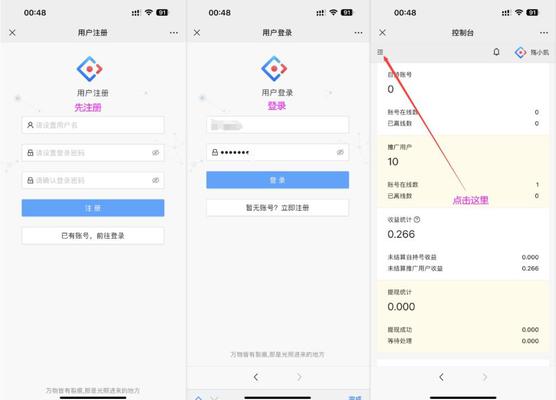 00:48
91
用户注册
用户注册
先注册
请设置用户名
请设置登录密码
请确认登录密码
注 册
已有账号，前往登录
万物皆有裂痕,那是光照进来的地方
00:48
91
用户登录
用户登录
登录
登 录
暂无账号? 立即注册
万物皆有裂痕,那是光照进来的地方
完成
00:48
91
控制台
陈小凯
自持账号
0
账号在线数 0
已离线数 0
推广用户
10
账号在线数 1
已离线数 0
点击这里
收益统计
0.266
未结算自持号收益 0.000
未结算推广用户收益 0.266
提现统计
0.000
提现成功 0.000
等待处理 0.000